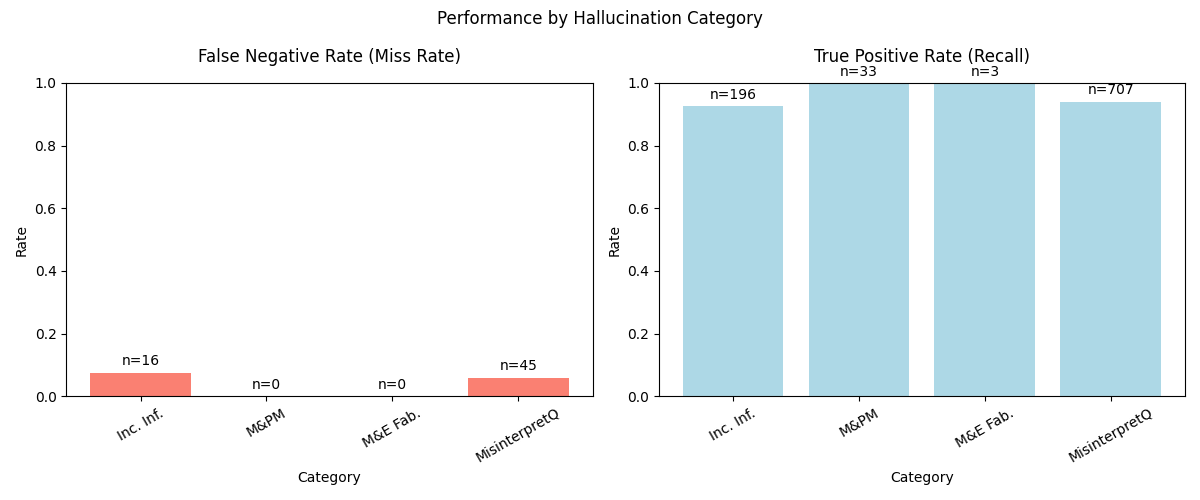 Performance by Hallucination Category
False Negative Rate (Miss Rate)
1.0
0.8
0.6
0.4
0.2
0.0
Rate
n=16
n=0
n=0
n=45
Inc. Inf.
M&PM
M&E Fab.
MisinterpretQ
Category
True Positive Rate (Recall)
1.0
0.8
0.6
0.4
0.2
0.0
Rate
n=196
n=33
n=3
n=707
Inc. Inf.
M&PM
M&E Fab.
MisinterpretQ
Category